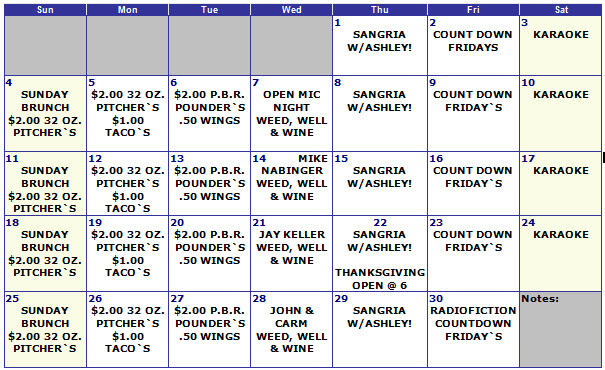 Sun Mon Tue Wed Thu Fri Sat
1
SANGRIA
W/ASHLEY!
2
COUNT DOWN
FRIDAYS
3
KARAOKE
4
SUNDAY
BRUNCH
$2.00 32 OZ.
PITCHER`S
5
$2.00 32 OZ.
PITCHER`S
$1.00
TACO`S
6
$2.00 P.B.R.
POUNDER`S
.50 WINGS
7
OPEN MIC
NIGHT
WEED, WELL
& WINE
8
SANGRIA
W/ASHLEY!
9
COUNT DOWN
FRIDAY`S
10
KARAOKE
11
SUNDAY
BRUNCH
$2.00 32 OZ.
PITCHER`S
12
$2.00 32 OZ.
PITCHER`S
$1.00
TACO`S
13
$2.00 P.B.R.
POUNDER`S
.50 WINGS
14 MIKE
NABINGER
WEED, WELL
& WINE
15
SANGRIA
W/ASHLEY!
16
COUNT DOWN
FRIDAY`S
17
KARAOKE
18
SUNDAY
BRUNCH
$2.00 32 OZ.
PITCHER`S
19
$2.00 32 OZ.
PITCHER`S
$1.00
TACO`S
20
$2.00 P.B.R.
POUNDER`S
.50 WINGS
21
JAY KELLER
WEED, WELL
& WINE
22
SANGRIA
W/ASHLEY!
THANKSGIVING
OPEN @ 6
23
COUNT DOWN
FRIDAY`S
24
KARAOKE
25
SUNDAY
BRUNCH
$2.00 32 OZ.
PITCHER`S
26
$2.00 32 OZ.
PITCHER`S
$1.00
TACO`S
27
$2.00 P.B.R.
POUNDER`S
.50 WINGS
28
JOHN &
CARM
WEED, WELL
& WINE
29
SANGRIA
W/ASHLEY!
30
RADIOFICTION
COUNTDOWN
FRIDAY`S
Notes: